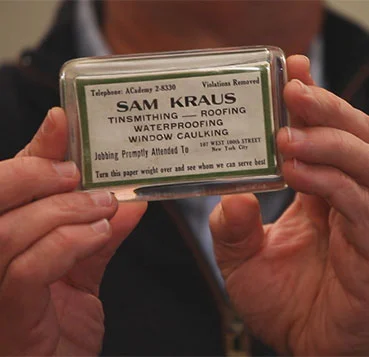 Telephone: ACademy 2-8330 Violations Removed
SAM KRAUS
TINSMITHING — ROOFING
WATERPROOFING
WINDOW CAULKING
Jobbing Promptly Attended To 107 WEST 100th STREET
New York City
Turn this paper weight over and see whom we can serve best